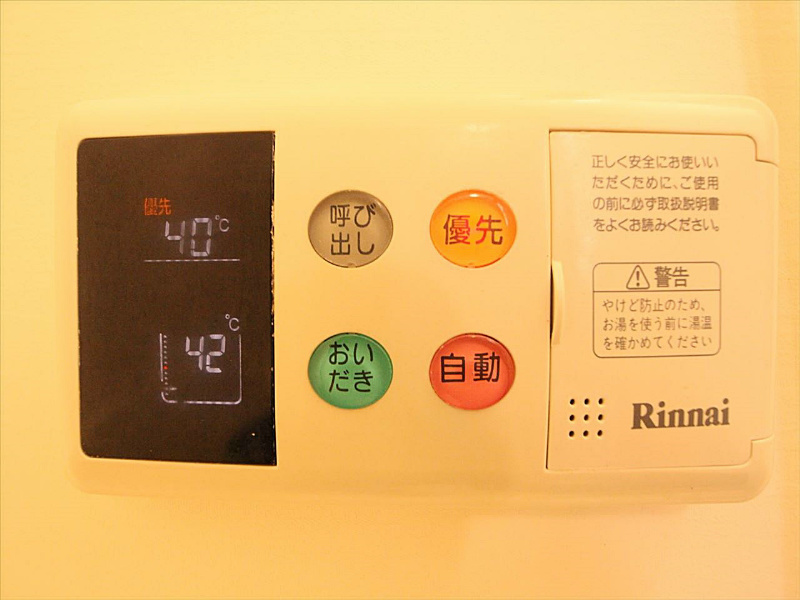 優先
40℃
42℃
呼び
出し
優先
おい
だき
自動
正しく安全にお使いい
ただくために、ご使用
の前に必ず取扱説明書
をよくお読みください。
⚠警告
やけど防止のため、
お湯を使う前に湯温
を確かめてください
Rinnai